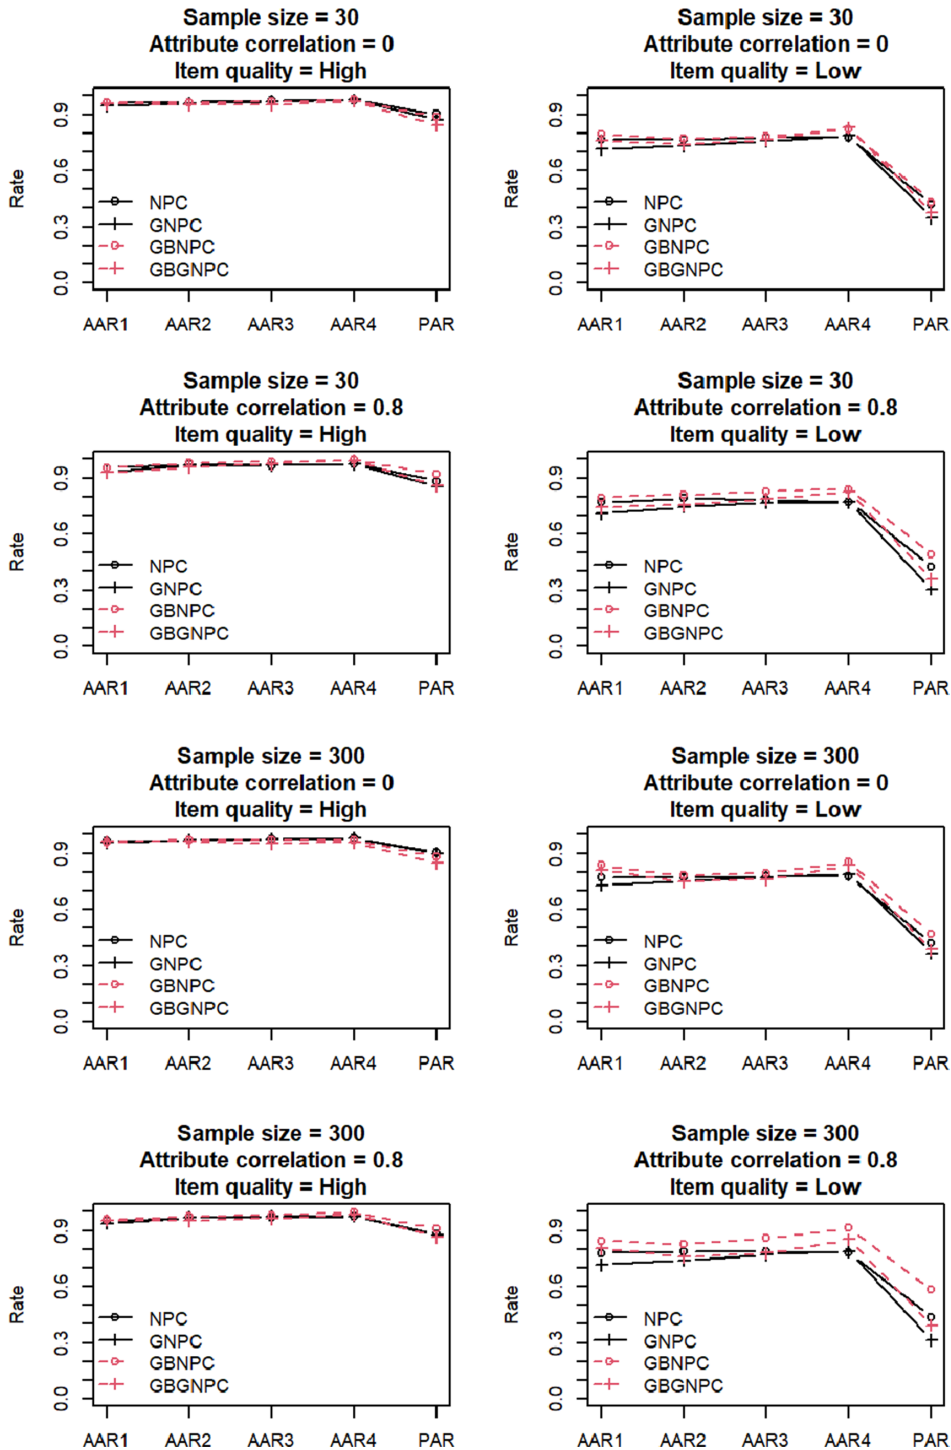 Sample size = 30
Attribute correlation = 0
Item quality = High
Rate
0.9
0.6
0.3
0.0
NPC
GNPC
GBNPC
GBGNPC
AAR1 AAR2 AAR3 AAR4 PAR
Sample size = 30
Attribute correlation = 0
Item quality = Low
Rate
0.9
0.6
0.3
0.0
NPC
GNPC
GBNPC
GBGNPC
AAR1 AAR2 AAR3 AAR4 PAR
Sample size = 30
Attribute correlation = 0.8
Item quality = High
Rate
0.9
0.6
0.3
0.0
NPC
GNPC
GBNPC
GBGNPC
AAR1 AAR2 AAR3 AAR4 PAR
Sample size = 30
Attribute correlation = 0.8
Item quality = Low
Rate
0.9
0.6
0.3
0.0
NPC
GNPC
GBNPC
GBGNPC
AAR1 AAR2 AAR3 AAR4 PAR
Sample size = 300
Attribute correlation = 0
Item quality = High
Rate
0.9
0.6
0.3
0.0
NPC
GNPC
GBNPC
GBGNPC
AAR1 AAR2 AAR3 AAR4 PAR
Sample size = 300
Attribute correlation = 0
Item quality = Low
Rate
0.9
0.6
0.3
0.0
NPC
GNPC
GBNPC
GBGNPC
AAR1 AAR2 AAR3 AAR4 PAR
Sample size = 300
Attribute correlation = 0.8
Item quality = High
Rate
0.9
0.6
0.3
0.0
NPC
GNPC
GBNPC
GBGNPC
AAR1 AAR2 AAR3 AAR4 PAR
Sample size = 300
Attribute correlation = 0.8
Item quality = Low
Rate
0.9
0.6
0.3
0.0
NPC
GNPC
GBNPC
GBGNPC
AAR1 AAR2 AAR3 AAR4 PAR